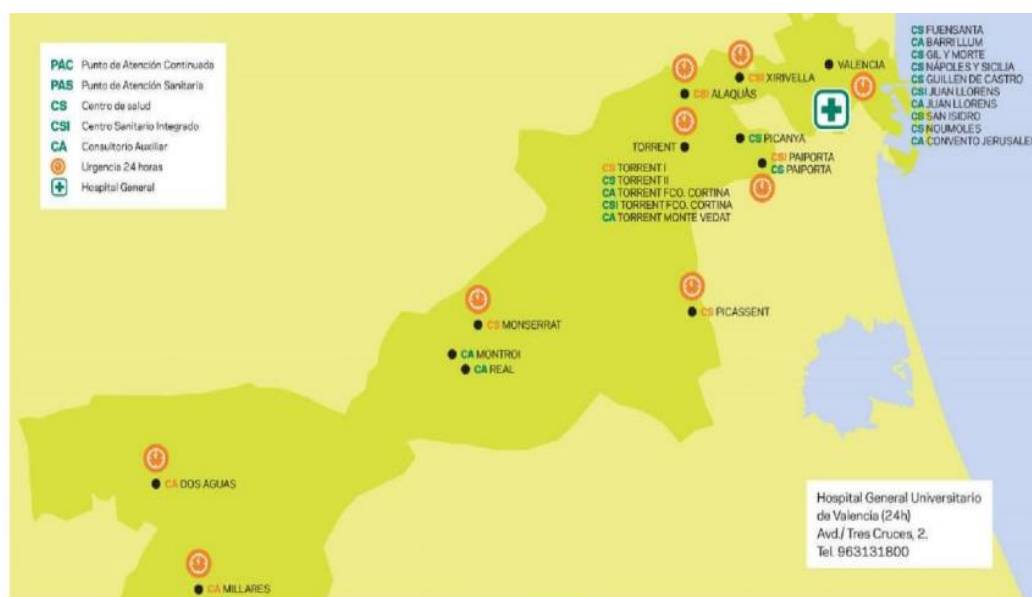 PAC Punto de Atención Continuada
PAS Punto de Atención Sanitaria
CS Centro de salud
CSI Centro Sanitario Integrado
CA Consultorio Auxiliar
Urgencia 24 horas
Hospital General
CS FUENSANTA
CA BARRI LLUM
CS GIL Y MORTE
CS NÁPOLES Y SICILIA
CS GUILLEN DE CASTRO
CSI JUAN LLORENS
CA JUAN LLORENS
CS SAN ISIDRO
CS NOUMOLES
CA CONVENTO JERUSALE
VALENCIA
CSI XIRIVELLA
CSI ALAQUÀS
TORRENT
CS PICANYA
CSI PAIPORTA
CS PAIPORTA
CS TORRENT I
CS TORRENT II
CA TORRENT FCO. CORTINA
CSI TORRENT FCO. CORTINA
CA TORRENT MONTE VEDAT
CS PICASSENT
CS MONSERRAT
CA MONTROI
CA REAL
CA DOS AGUAS
CA MILLARES
Hospital General Universitario
de Valencia (24h)
Avd./ Tres Cruces, 2.
Tel. 963131800